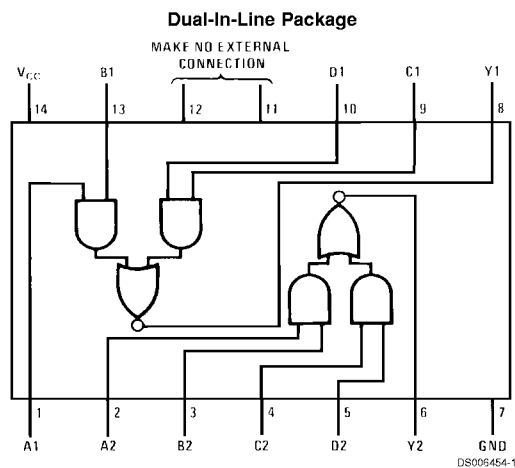 Dual-In-Line Package
MAKE NO EXTERNAL
CONNECTION
VCC B1 D1 C1 Y1
14 13 12 11 10 9 8
1 2 3 4 5 6 7
A1 A2 B2 C2 D2 Y2 GND
DS006454-1